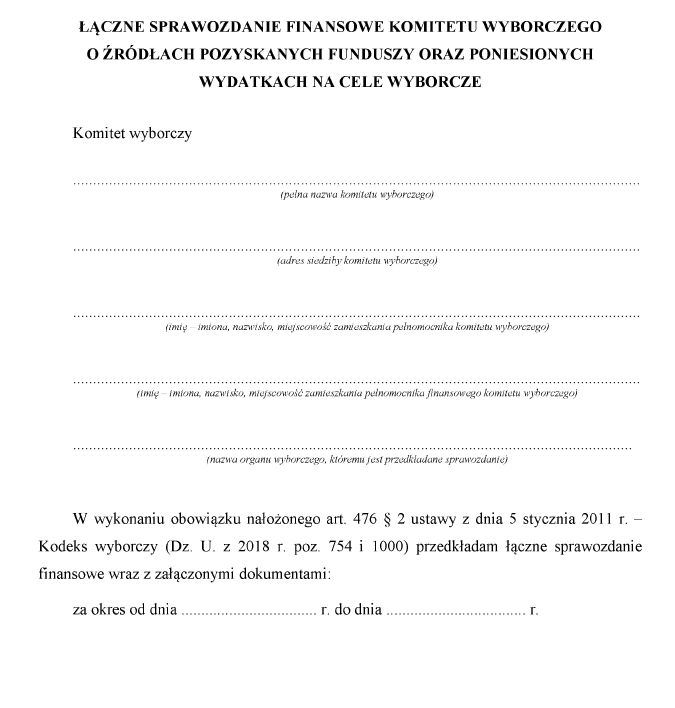 ŁĄCZNE SPRAWOZDANIE FINANSOWE KOMITETU WYBORCZEGO
O ŹRÓDŁACH POZYSKANYCH FUNDUSZY ORAZ PONIESIONYCH
WYDATKACH NA CELE WYBORCZE
Komitet wyborczy
................................................................................................................
(pełna nazwa komitetu wyborczego)
................................................................................................................
(adres siedziby komitetu wyborczego)
................................................................................................................
(imię – imiona, nazwisko, miejscowość zamieszkania pełnomocnika komitetu wyborczego)
................................................................................................................
(imię – imiona, nazwisko, miejscowość zamieszkania pełnomocnika finansowego komitetu wyborczego)
................................................................................................................
(nazwa organu wyborczego, któremu jest przedkładane sprawozdanie)
W wykonaniu obowiązku nałożonego art. 476 § 2 ustawy z dnia 5 stycznia 2011 r. –
Kodeks wyborczy (Dz. U. z 2018 r. poz. 754 i 1000) przedkładam łączne sprawozdanie
finansowe wraz z załączonymi dokumentami:
za okres od dnia .................................. r. do dnia ................................... r.